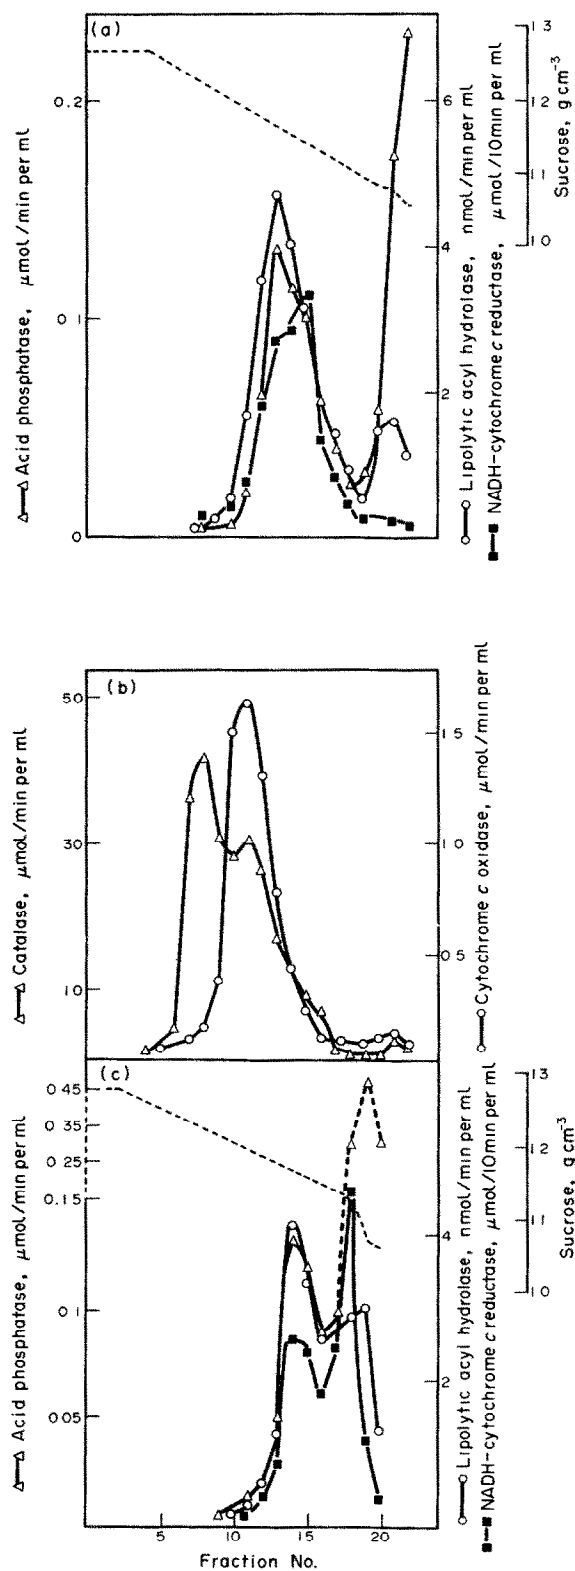 (a)
0.2
0 1
0
△—△ Acid phosphatase, μmol/min per ml
6
4
2
○—○ Lipolytic acyl hydrolase, nmol/min per ml
■—■ NADH-cytochrome c reductase, μmol/10min per ml
1 3
1 2
1 1
1 0
Sucrose, g cm⁻³
(b)
50
30
10
△—△ Catalase, μmol/min per ml
1 5
1 0
0 5
○—○ Cytochrome c oxidase, μmol/min per ml
(c)
0 45
0 35
0 25
0 15
0 1
0 05
△—△ Acid phosphatase, μmol/min per ml
4
2
○—○ Lipolytic acyl hydrolase, nmol/min per ml
■—■ NADH-cytochrome c reductase, μmol/10min per ml
1 3
1 2
1 1
1 0
Sucrose, g cm⁻³
5
10
15
20
Fraction No.